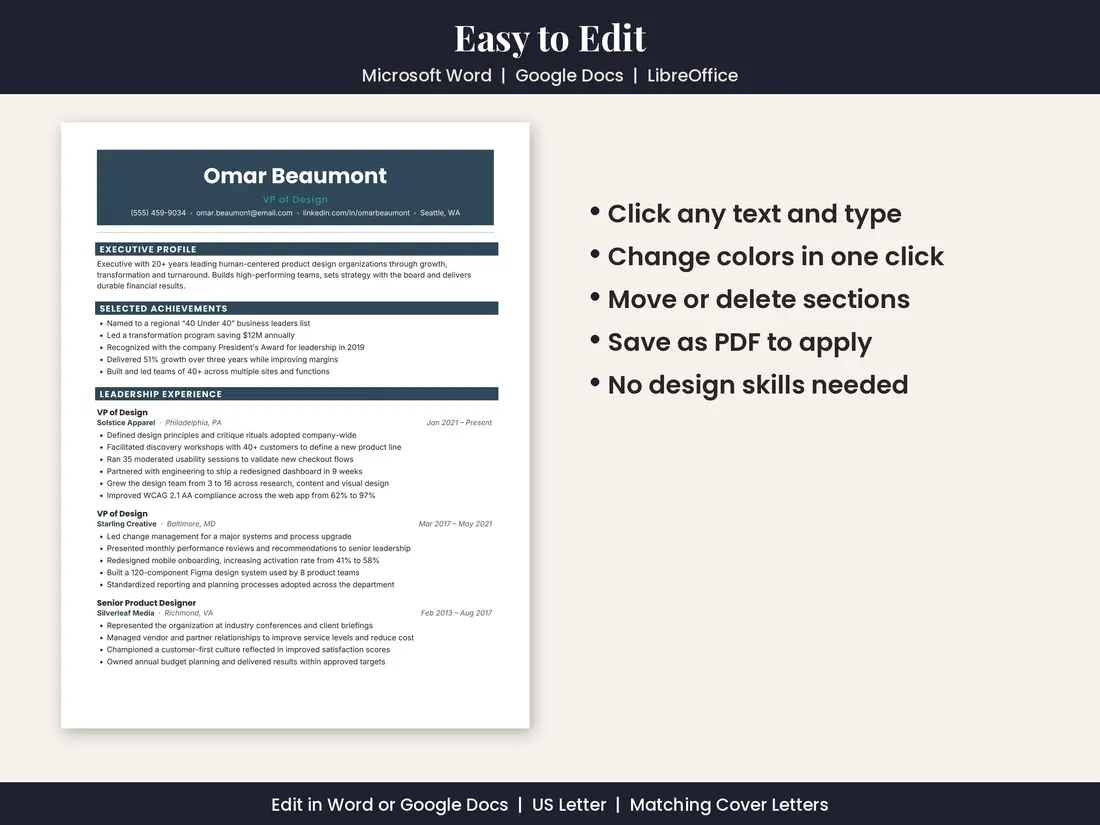 Easy to Edit
Microsoft Word | Google Docs | LibreOffice
Omar Beaumont
VP of Design
(555) 459-9034 • omar.beaumont@email.com • linkedin.com/in/omarbeaumont • Seattle, WA
EXECUTIVE PROFILE
Executive with 20+ years leading human-centered product design organizations through growth,
transformation and turnaround. Builds high-performing teams, sets strategy with the board and delivers
durable financial results.
SELECTED ACHIEVEMENTS
• Named to a regional "40 Under 40" business leaders list
• Led a transformation program saving $12M annually
• Recognized with the company President's Award for leadership in 2019
• Delivered 51% growth over three years while improving margins
• Built and led teams of 40+ across multiple sites and functions
LEADERSHIP EXPERIENCE
VP of Design
Solstice Apparel · Philadelphia, PA Jan 2021 – Present
• Defined design principles and critique rituals adopted company-wide
• Facilitated discovery workshops with 40+ customers to define a new product line
• Ran 35 moderated usability sessions to validate new checkout flows
• Partnered with engineering to ship a redesigned dashboard in 9 weeks
• Grew the design team from 3 to 16 across research, content and visual design
• Improved WCAG 2.1 AA compliance across the web app from 62% to 97%
VP of Design
Starling Creative · Baltimore, MD Mar 2017 – May 2021
• Led change management for a major systems and process upgrade
• Presented monthly performance reviews and recommendations to senior leadership
• Redesigned mobile onboarding, increasing activation rate from 41% to 58%
• Built a 120-component Figma design system used by 8 product teams
• Standardized reporting and planning processes adopted across the department
Senior Product Designer
Silverleaf Media · Richmond, VA Feb 2013 – Aug 2017
• Represented the organization at industry conferences and client briefings
• Managed vendor and partner relationships to improve service levels and reduce cost
• Championed a customer-first culture reflected in improved satisfaction scores
• Owned annual budget planning and delivered results within approved targets
• Click any text and type
• Change colors in one click
• Move or delete sections
• Save as PDF to apply
• No design skills needed
Edit in Word or Google Docs | US Letter | Matching Cover Letters